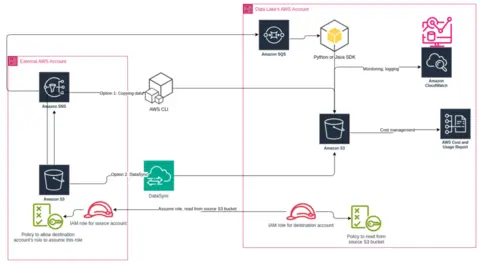 Data Lake's AWS Account
External AWS Account
Amazon SQS
Python or Java SDK
Amazon SNS
Option 1: Copying data
AWS CLI
Monitoring, logging
Amazon
CloudWatch
Amazon S3
Cost management
AWS Cost and
Usage Report
Amazon S3
Option 2: DataSync
DataSync
Assume role, read from source S3 bucket
IAM role for source account
IAM role for destination account
Policy to allow destination
account's role to assume this role
Policy to read from
source S3 bucket